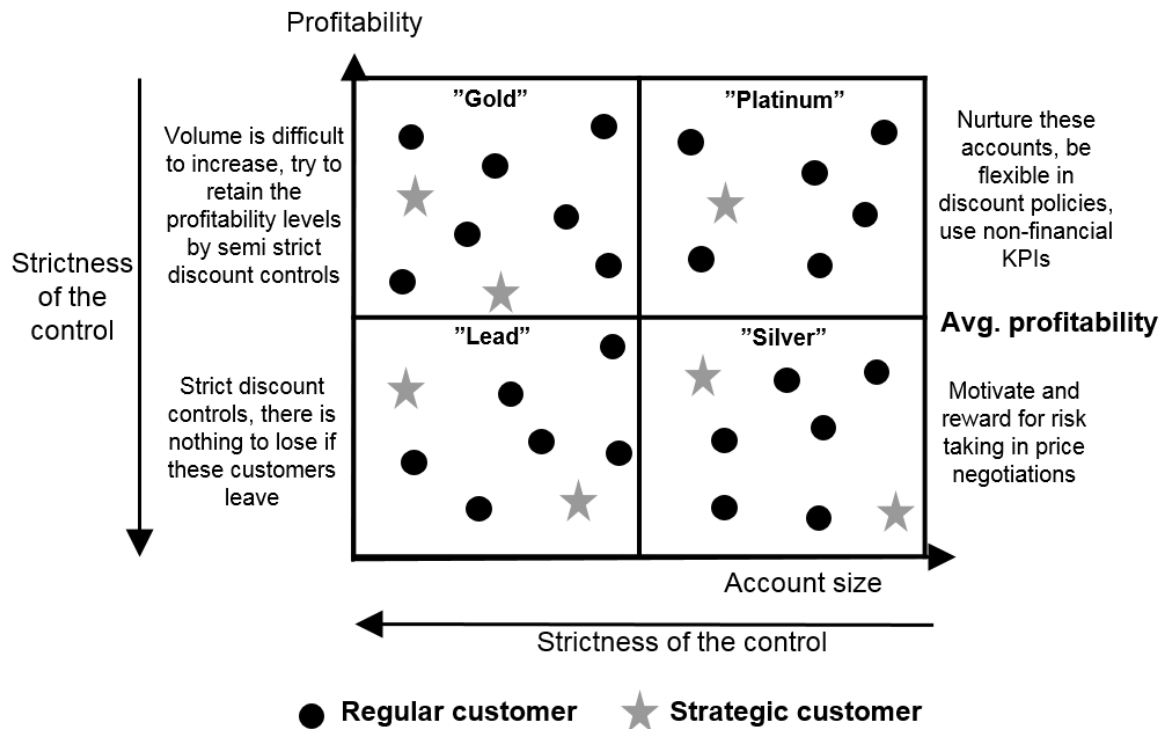 Profitability
”Gold”
”Platinum”
Volume is difficult
to increase, try to
retain the
profitability levels
by semi strict
discount controls
Nurture these
accounts, be
flexible in
discount policies,
use non-financial
KPIs
Strictness
of the
control
Avg. profitability
”Lead”
”Silver”
Strict discount
controls, there is
nothing to lose if
these customers
leave
Motivate and
reward for risk
taking in price
negotiations
Account size
Strictness of the control
Regular customer
Strategic customer